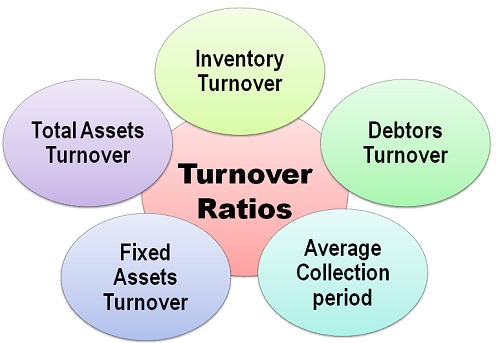 Inventory
Turnover
Total Assets
Turnover
Debtors
Turnover
Turnover
Ratios
Fixed
Assets
Turnover
Average
Collection
period